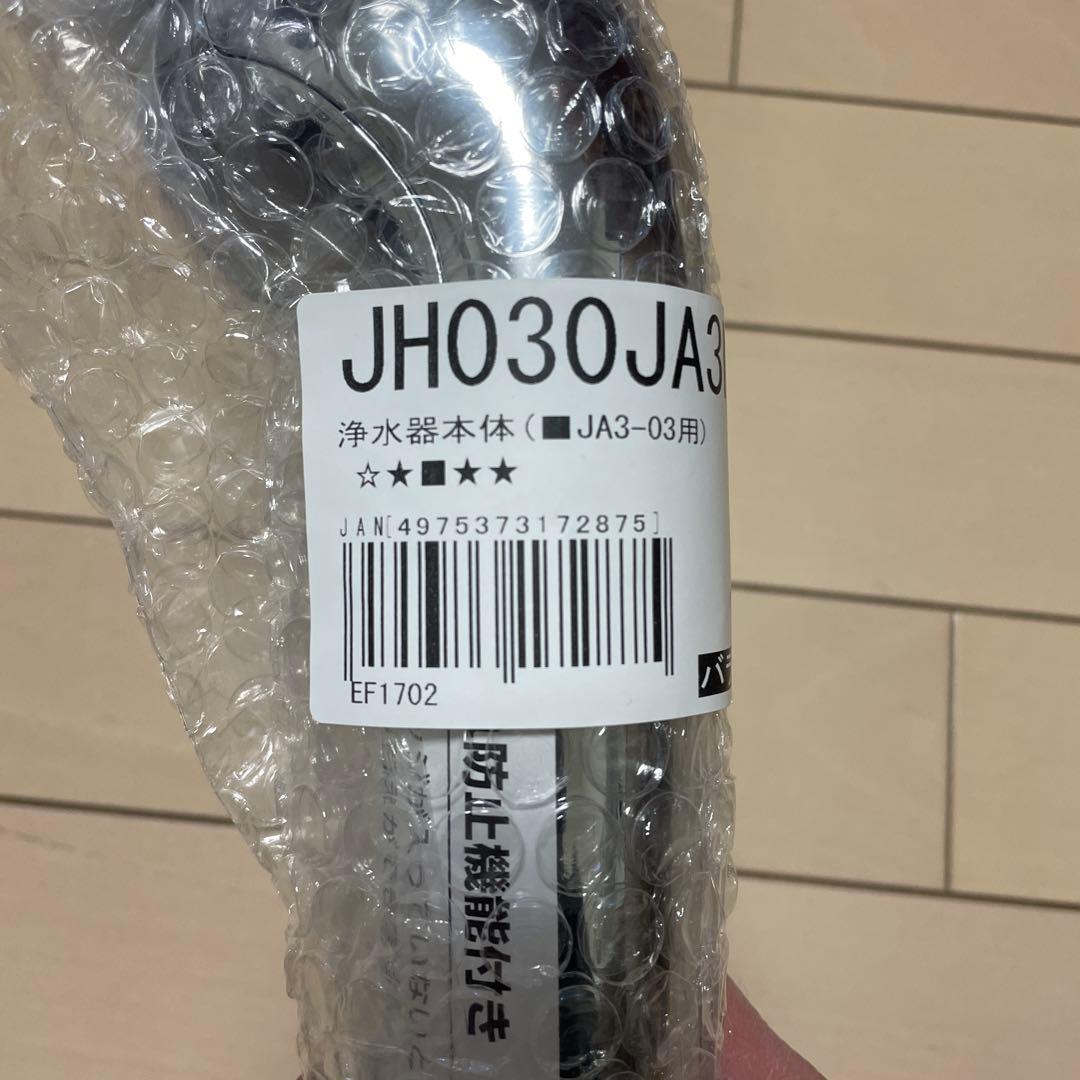 JH030JA3
浄水器本体(■JA3-03用)
☆★■★★
JAN[4975373172875]
EF1702
バ
防止機能付き